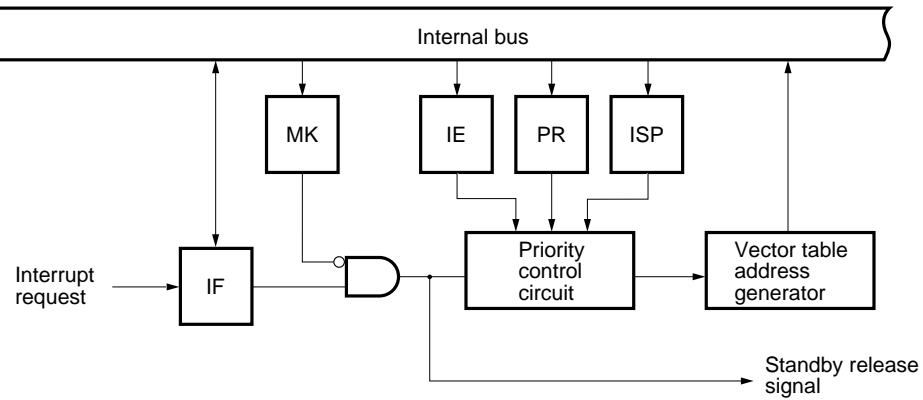 Internal bus
MK
IE
PR
ISP
Interrupt
request
IF
Priority
control
circuit
Vector table
address
generator
Standby release
signal